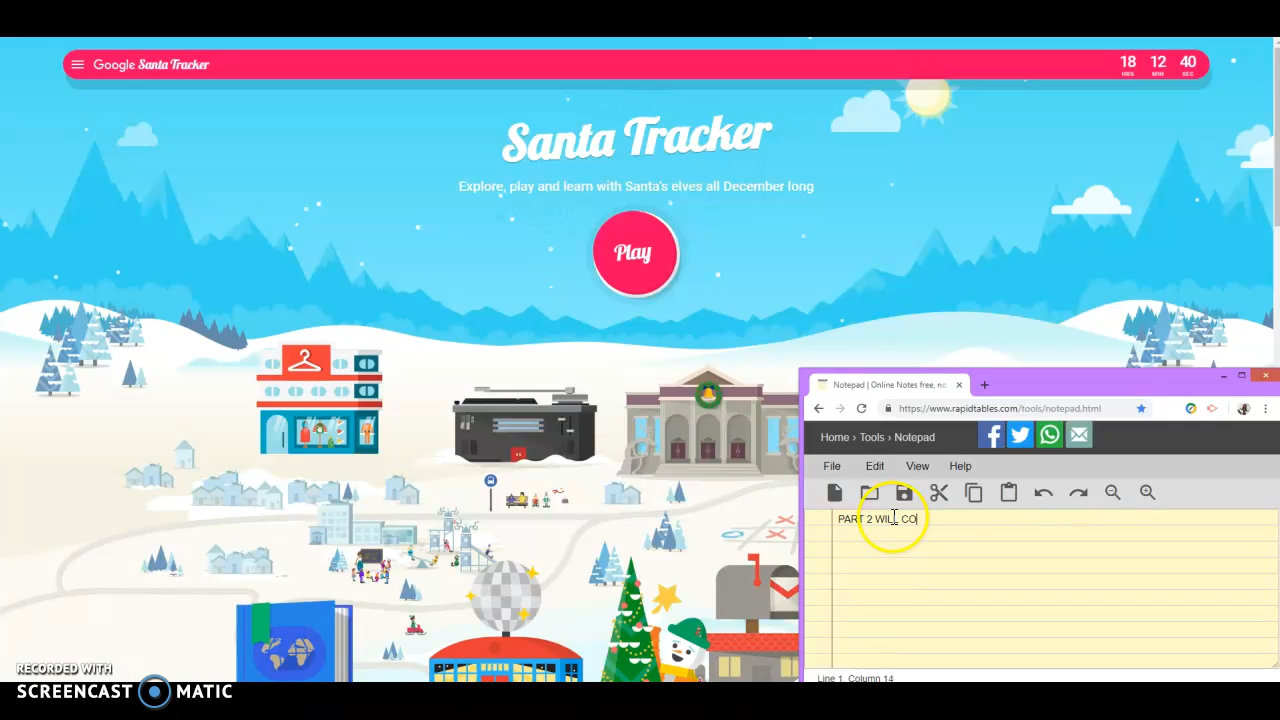 Google Santa Tracker
18 12 40
HRS MIN SEC
Santa Tracker
Explore, play and learn with Santa's elves all December long
Play
Notepad | Online Notes free, no
https://www.rapidtables.com/tools/notepad.html
Home › Tools › Notepad
File Edit View Help
PART 2 WILL CO
Line 1, Column 14
RECORDED WITH
SCREENCAST MATIC